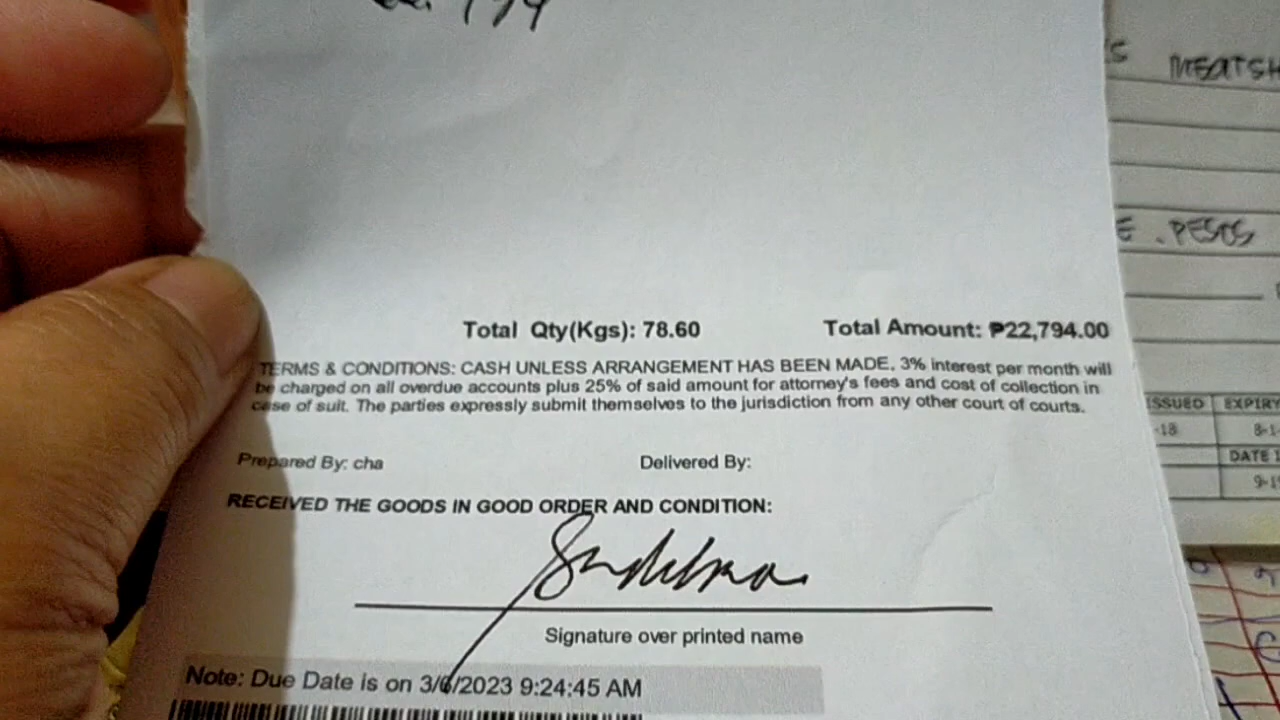 MEATSH
E. PESOS
Total Qty(Kgs): 78.60 Total Amount: ₱22,794.00
TERMS & CONDITIONS: CASH UNLESS ARRANGEMENT HAS BEEN MADE, 3% interest per month will
be charged on all overdue accounts plus 25% of said amount for attorney's fees and cost of collection in
case of suit. The parties expressly submit themselves to the jurisdiction from any other court of courts.
ISSUED EXPIRY
-18 8-1
DATE I
9-1
Prepared By: cha Delivered By:
RECEIVED THE GOODS IN GOOD ORDER AND CONDITION:
Signature over printed name
Note: Due Date is on 3/6/2023 9:24:45 AM